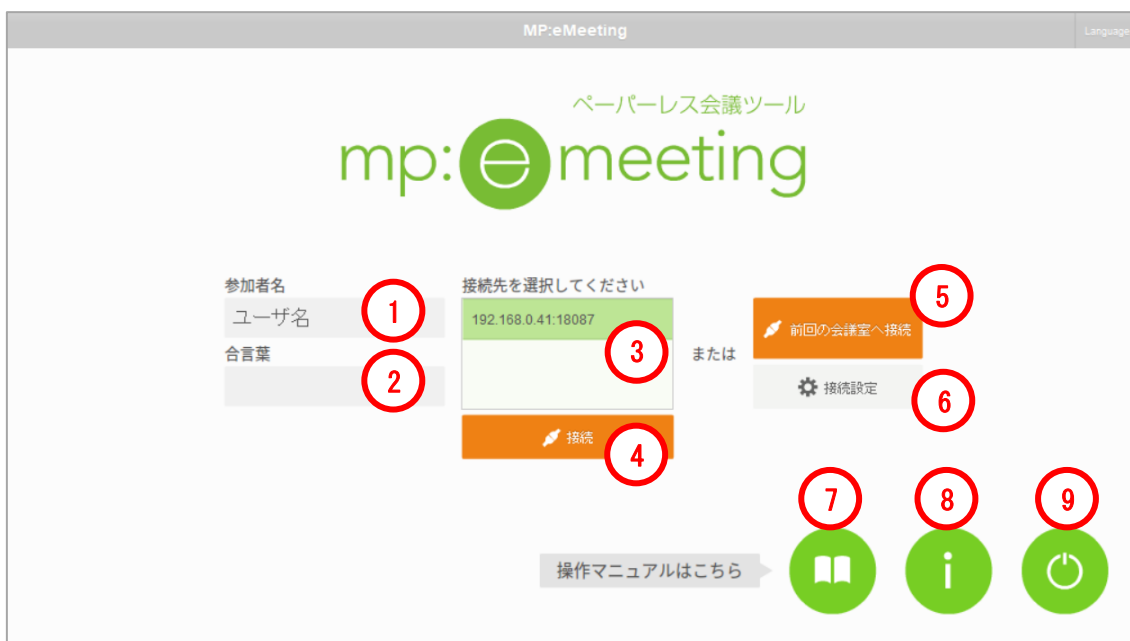 MP:eMeeting
Language
ペーパーレス会議ツール
mp:emeeting
参加者名
ユーザ名
1
合言葉
2
接続先を選択してください
192.168.0.41:18087
3
接続
4
または
前回の会議室へ接続
5
接続設定
6
操作マニュアルはこちら
7
8
i
9